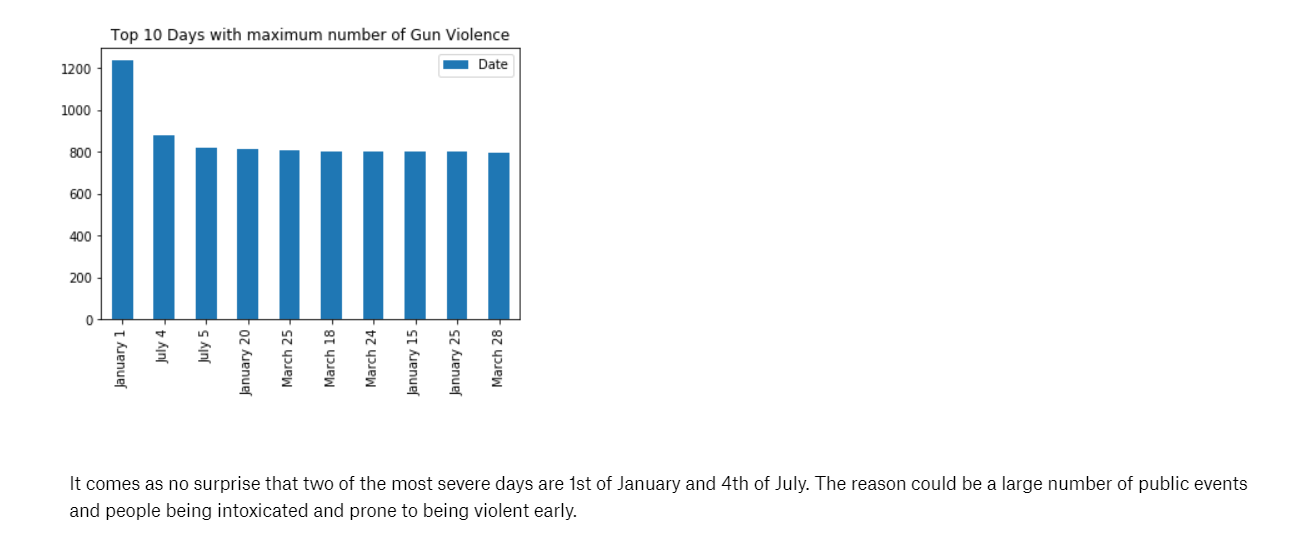 Top 10 Days with maximum number of Gun Violence
Date
1200
1000
800
600
400
200
0
January 1
July 4
July 5
January 20
March 25
March 18
March 24
January 15
January 25
March 28
It comes as no surprise that two of the most severe days are 1st of January and 4th of July. The reason could be a large number of public events
and people being intoxicated and prone to being violent early.